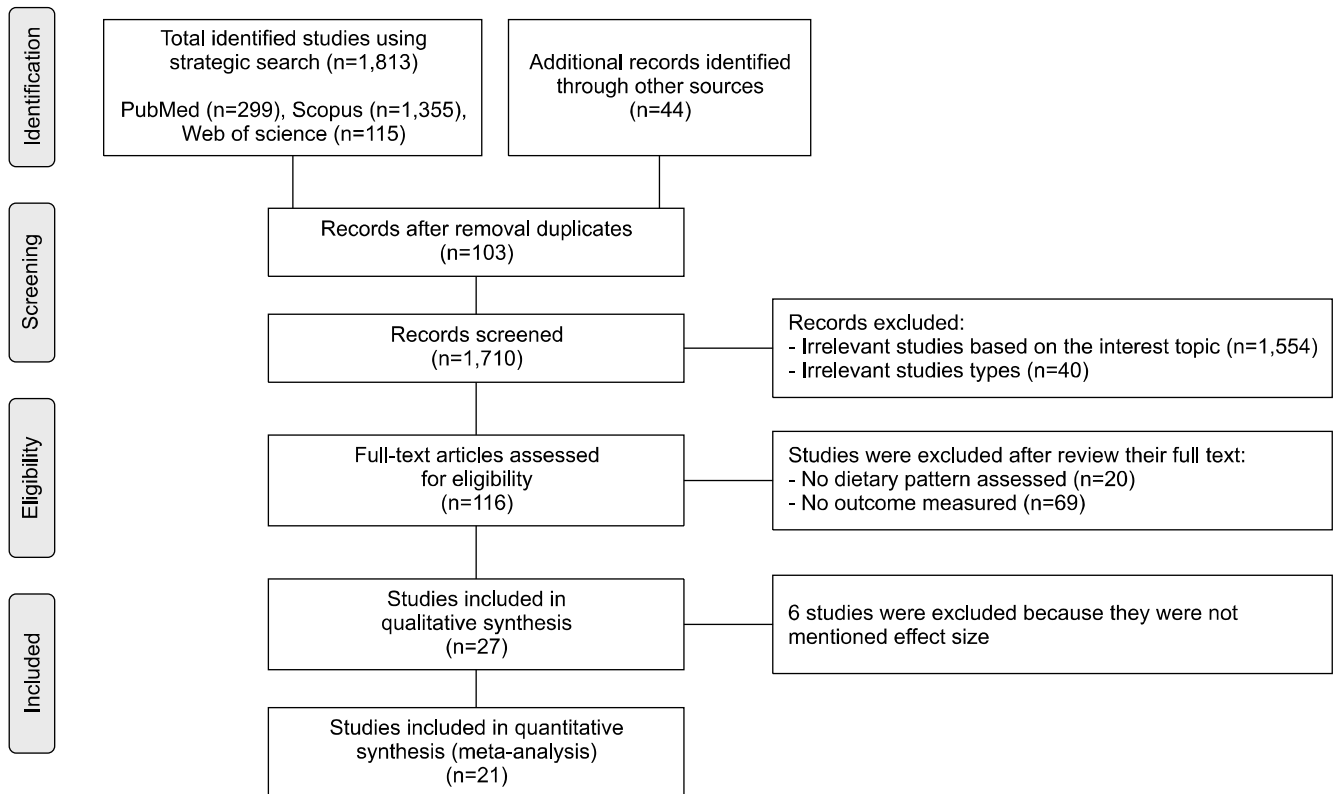 Identification
Total identified studies using
strategic search (n=1,813)
PubMed (n=299), Scopus (n=1,355),
Web of science (n=115)
Additional records identified
through other sources
(n=44)
Screening
Records after removal duplicates
(n=103)
Records screened
(n=1,710)
Records excluded:
- Irrelevant studies based on the interest topic (n=1,554)
- Irrelevant studies types (n=40)
Eligibility
Full-text articles assessed
for eligibility
(n=116)
Studies were excluded after review their full text:
- No dietary pattern assessed (n=20)
- No outcome measured (n=69)
Included
Studies included in
qualitative synthesis
(n=27)
6 studies were excluded because they were not
mentioned effect size
Studies included in quantitative
synthesis (meta-analysis)
(n=21)